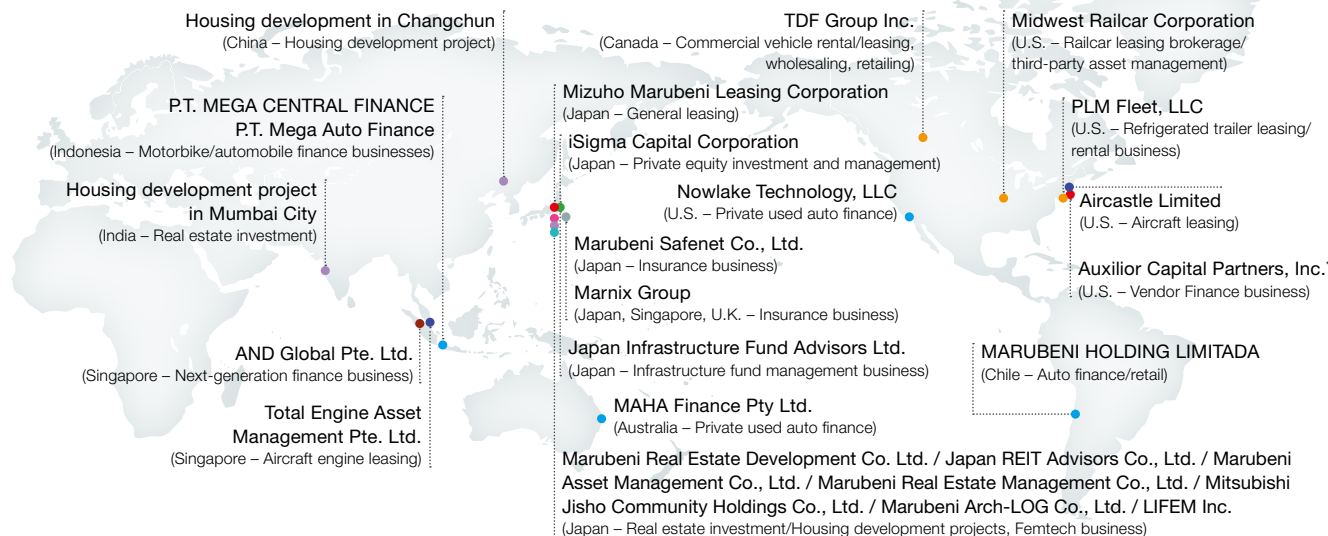 Housing development in Changchun
(China – Housing development project)
TDF Group Inc.
(Canada – Commercial vehicle rental/leasing,
wholesaling, retailing)
Midwest Railcar Corporation
(U.S. – Railcar leasing brokerage/
third-party asset management)
P.T. MEGA CENTRAL FINANCE
P.T. Mega Auto Finance
(Indonesia – Motorbike/automobile finance businesses)
Mizuho Marubeni Leasing Corporation
(Japan – General leasing)
PLM Fleet, LLC
(U.S. – Refrigerated trailer leasing/
rental business)
iSigma Capital Corporation
(Japan – Private equity investment and management)
Housing development project
in Mumbai City
(India – Real estate investment)
Nowlake Technology, LLC
(U.S. – Private used auto finance)
Aircastle Limited
(U.S. – Aircraft leasing)
Marubeni Safenet Co., Ltd.
(Japan – Insurance business)
Auxilior Capital Partners, Inc.
(U.S. – Vendor Finance business)
Marnix Group
(Japan, Singapore, U.K. – Insurance business)
AND Global Pte. Ltd.
(Singapore – Next-generation finance business)
Japan Infrastructure Fund Advisors Ltd.
(Japan – Infrastructure fund management business)
MARUBENI HOLDING LIMITADA
(Chile – Auto finance/retail)
Total Engine Asset
Management Pte. Ltd.
(Singapore – Aircraft engine leasing)
MAHA Finance Pty Ltd.
(Australia – Private used auto finance)
Marubeni Real Estate Development Co. Ltd. / Japan REIT Advisors Co., Ltd. / Marubeni
Asset Management Co., Ltd. / Marubeni Real Estate Management Co., Ltd. / Mitsubishi
Jisho Community Holdings Co., Ltd. / Marubeni Arch-LOG Co., Ltd. / LIFEM Inc.
(Japan – Real estate investment/Housing development projects, Femtech business)